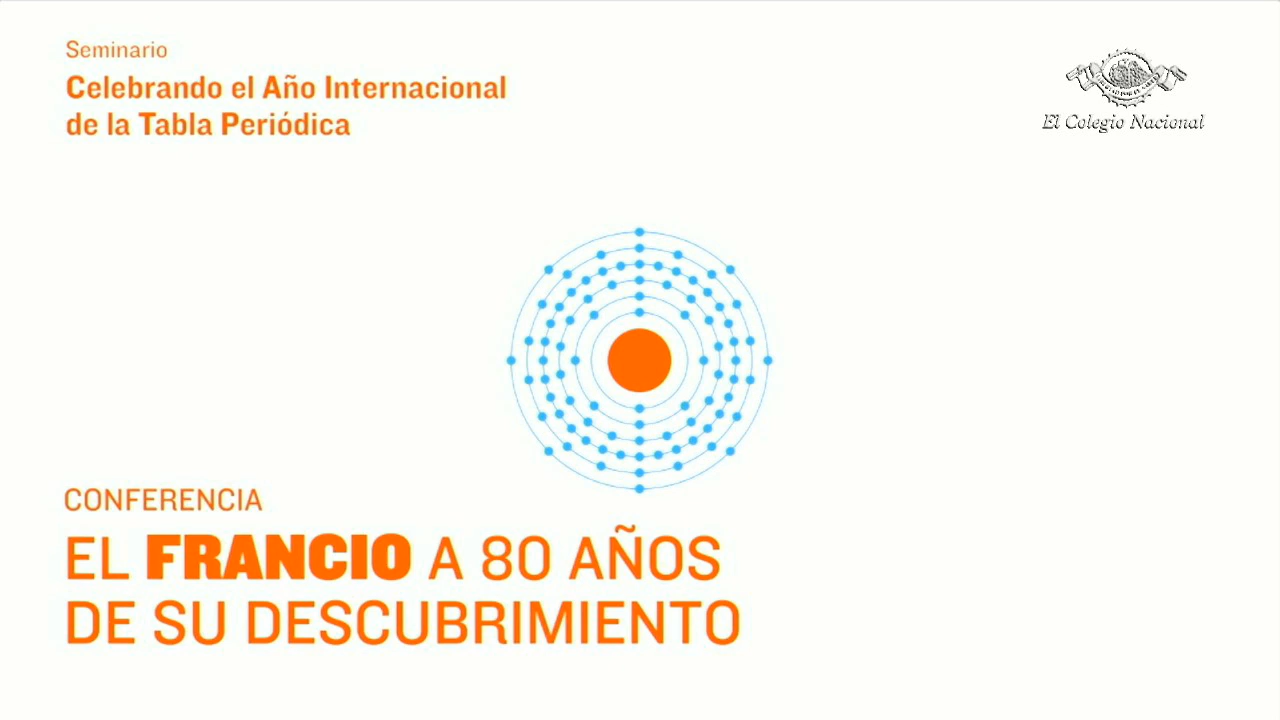 Seminario
Celebrando el Año Internacional
de la Tabla Periódica
El Colegio Nacional
CONFERENCIA
EL FRANCIO A 80 AÑOS
DE SU DESCUBRIMIENTO